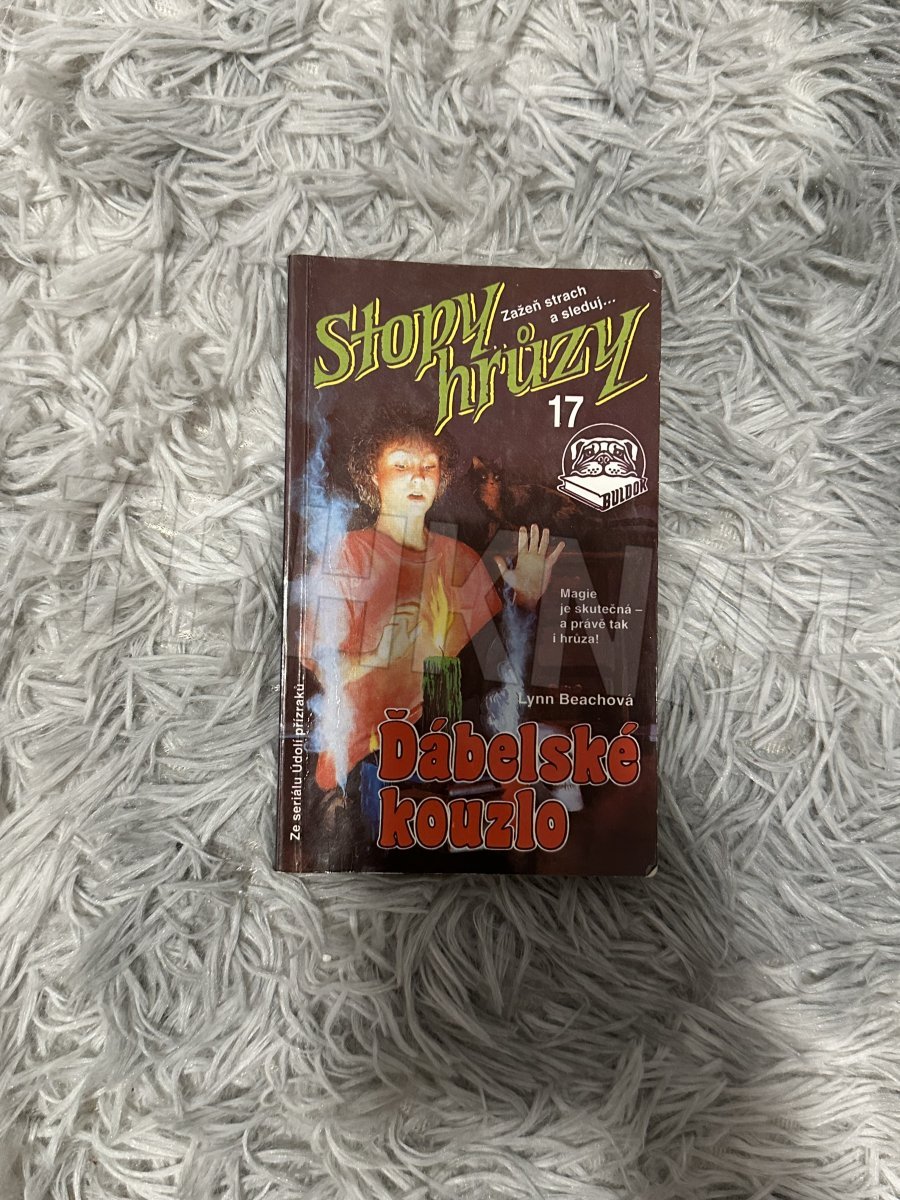 Stopy
hrůzy
Zažeň strach
a sleduj...
17
BULDOK
Magie
je skutečná –
a právě tak
i hrůza!
Lynn Beachová
Ďábelské
kouzlo
Ze seriálu Údolí přízraků
TRHKNIH